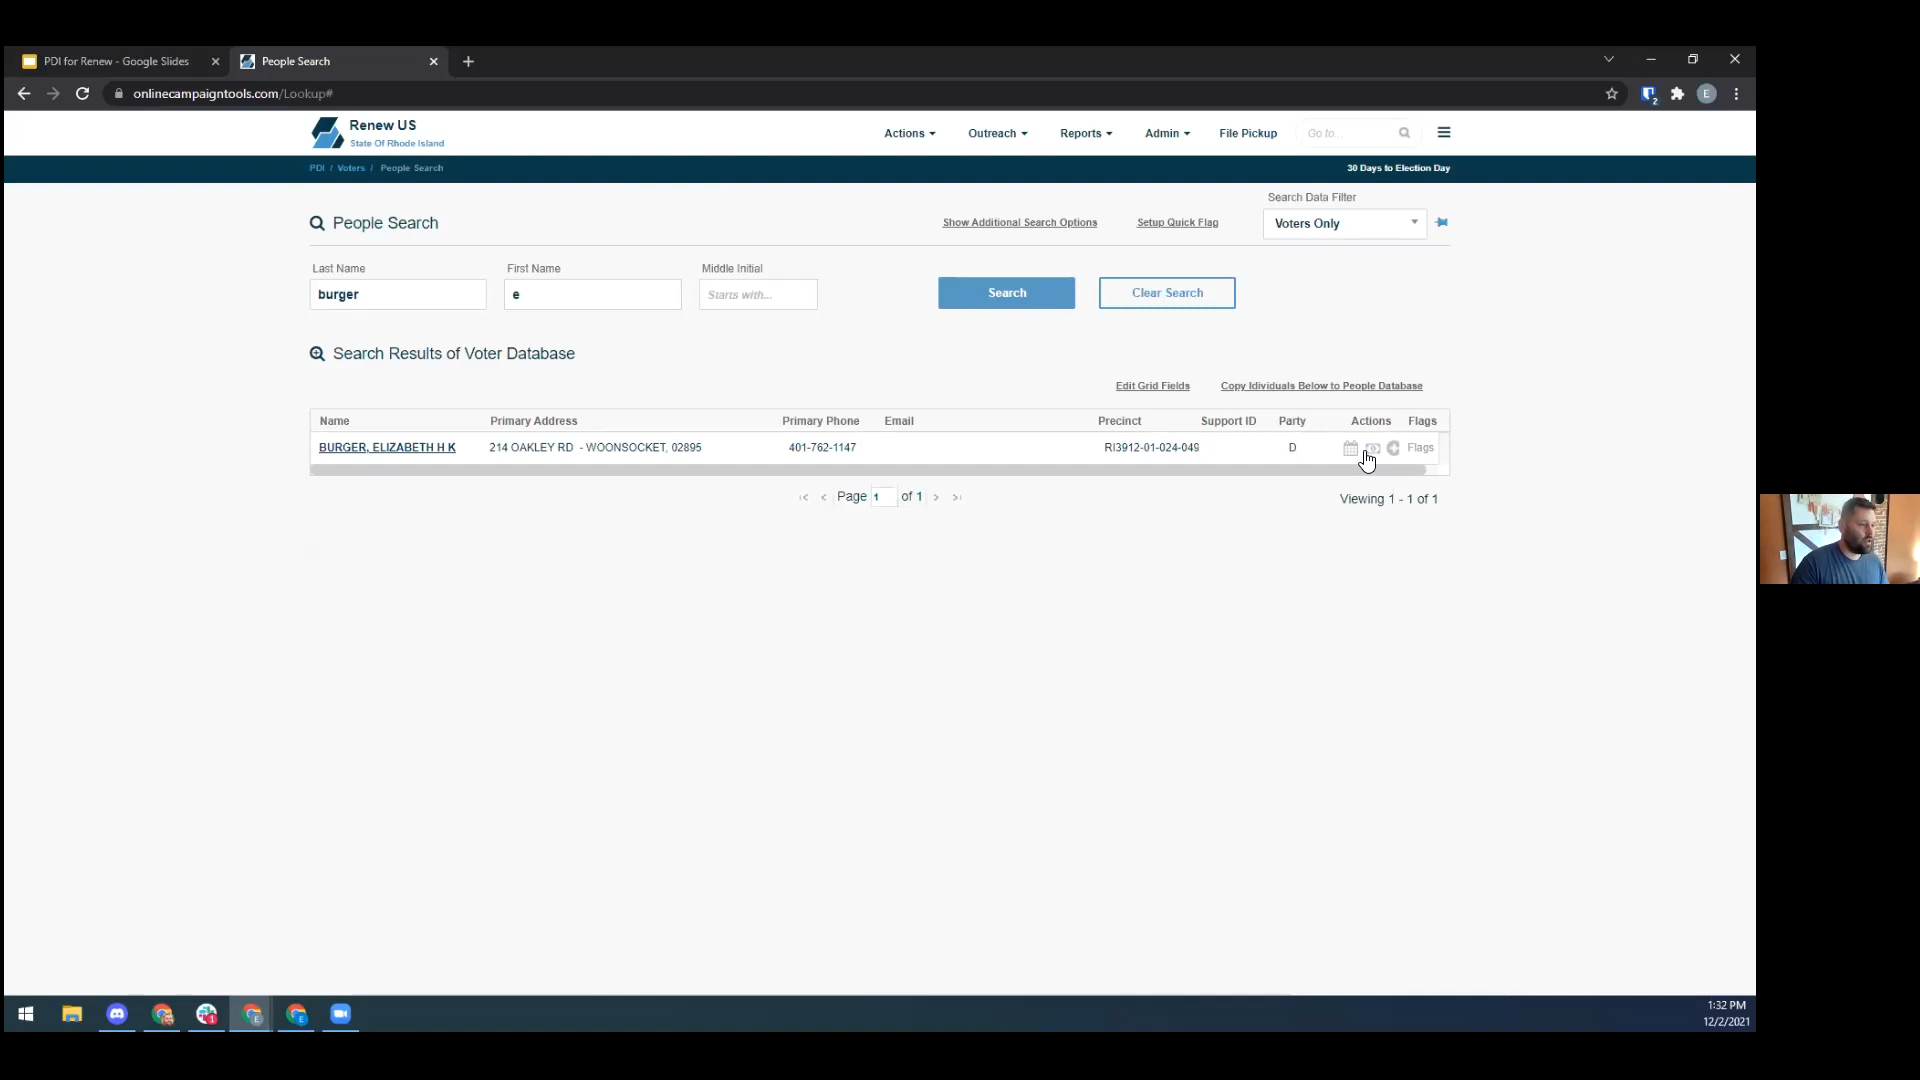 PDI for Renew - Google Slides
People Search
onlinecampaigntools.com/Lookup#
E
2
Renew US
State Of Rhode Island
Actions
Outreach
Reports
Admin
File Pickup
Go to...
PDI / Voters / People Search
30 Days to Election Day
Search Data Filter
People Search
Show Additional Search Options
Setup Quick Flag
Voters Only
Last Name
First Name
Middle Initial
burger
e
Starts with...
Search
Clear Search
Search Results of Voter Database
Edit Grid Fields
Copy Idividuals Below to People Database
Name Primary Address Primary Phone Email Precinct Support ID Party Actions Flags
BURGER, ELIZABETH H K 214 OAKLEY RD - WOONSOCKET, 02895 401-762-1147 RI3912-01-024-049 D Flags
Page 1 of 1
Viewing 1 - 1 of 1
1:32 PM
12/2/2021